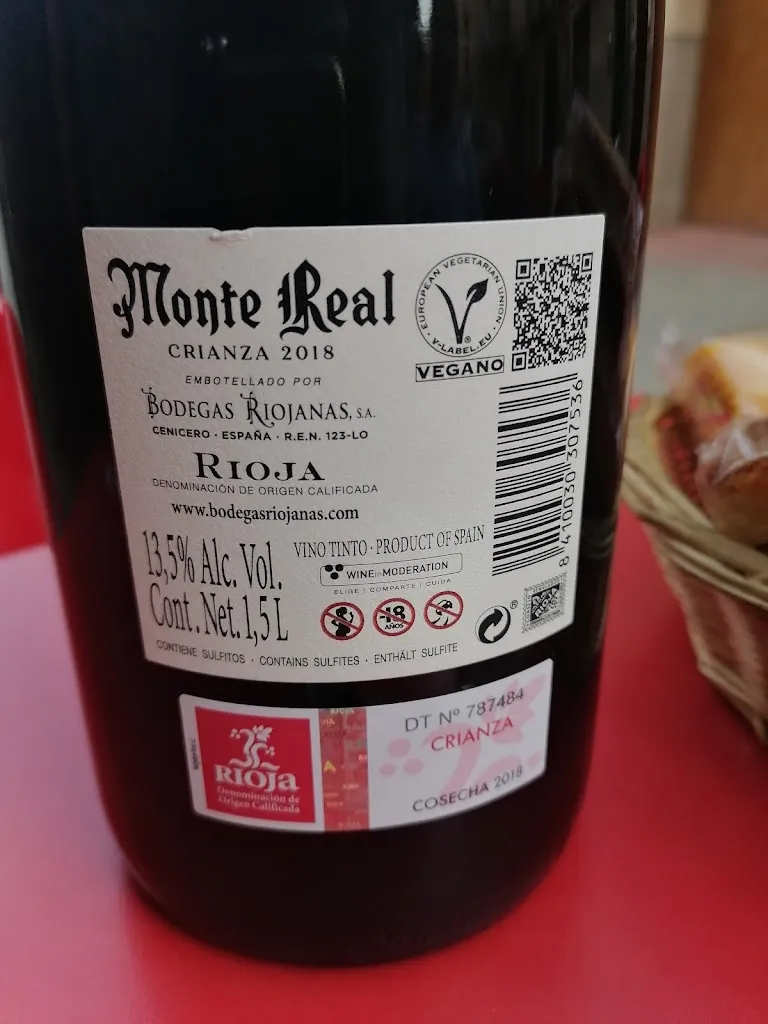 Monte Real
CRIANZA 2018
EMBOTELLADO POR
BODEGAS RIOJANAS, S.A.
CENICERO · ESPAÑA · R.E.N. 123-LO
RIOJA
DENOMINACIÓN DE ORIGEN CALIFICADA
www.bodegasriojanas.com
13,5% Alc. Vol.
Cont. Net. 1,5 L
VINO TINTO · PRODUCT OF SPAIN
WINE in MODERATION
ELIGE | COMPARTE | CUIDA
-18
AÑOS
CONTIENE SULFITOS · CONTAINS SULFITES · ENTHÄLT SULFITE
EUROPEAN VEGETARIAN UNION
· V-LABEL.EU ·
VEGANO
8 410030 307536
RIOJA
Denominación de
Origen Calificada
DT Nº 787484
CRIANZA
COSECHA 2018